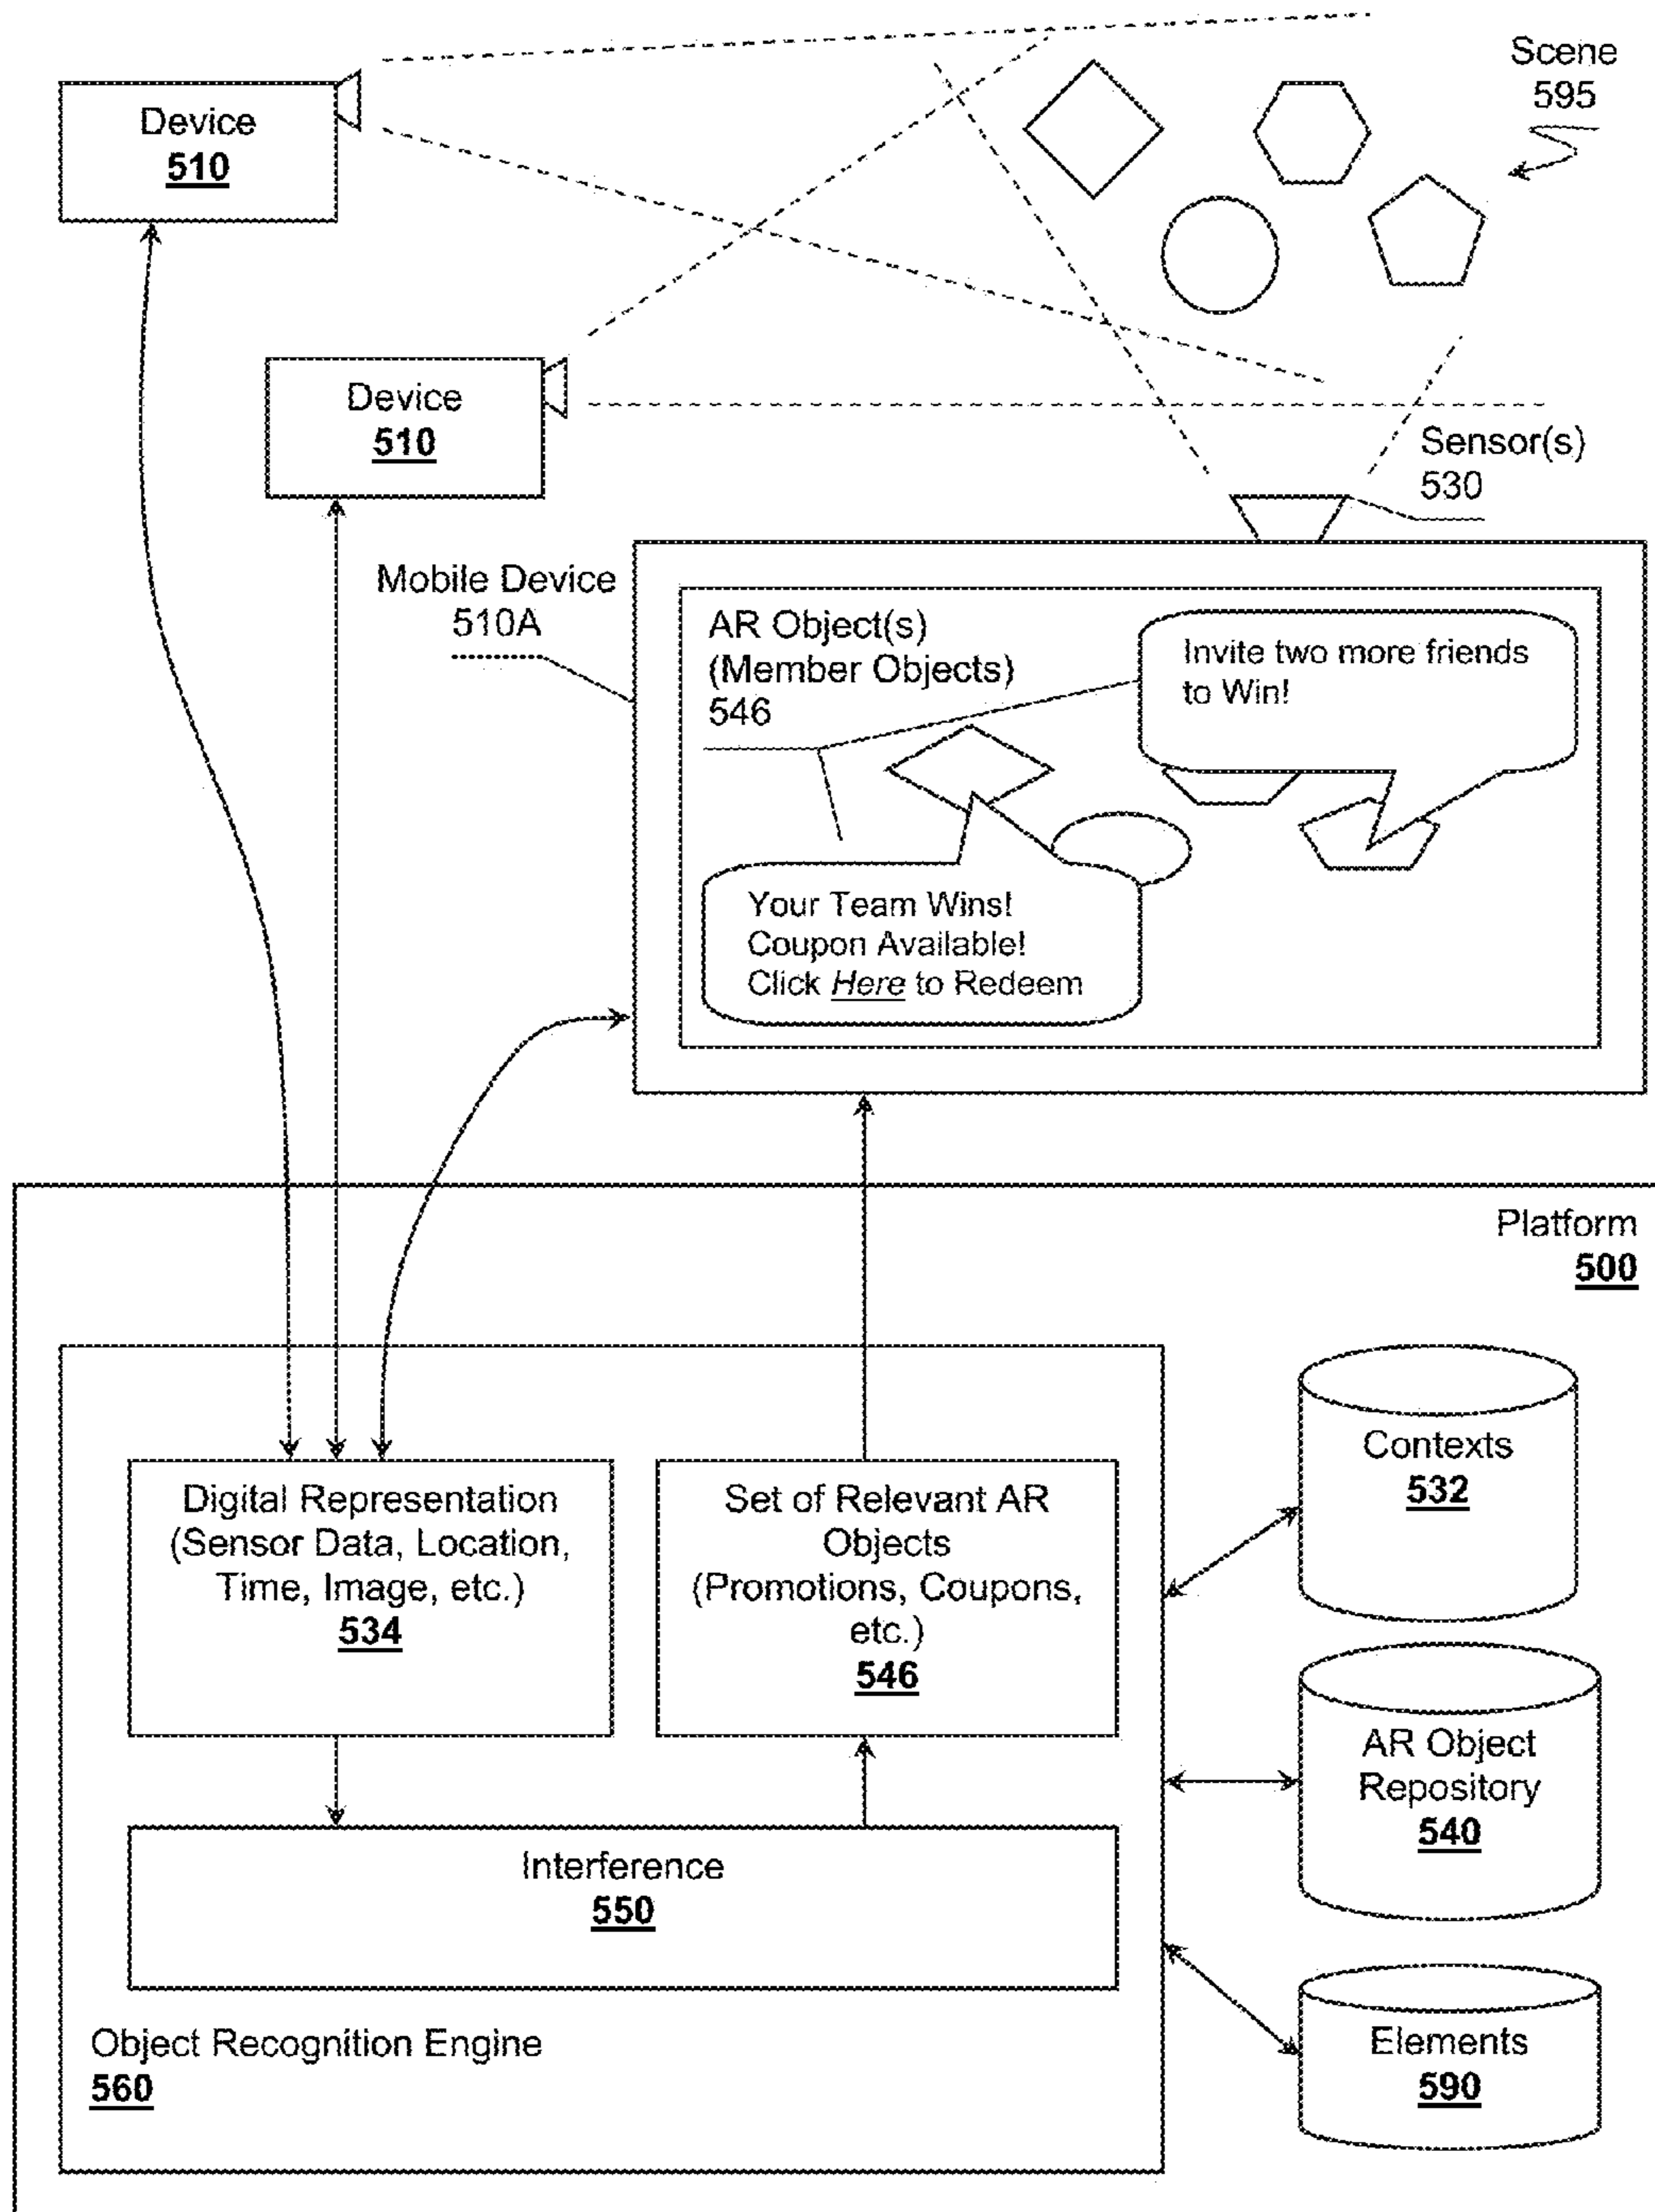 Scene
595
Device
510
Device
510
Sensor(s)
530
Mobile Device
510A
AR Object(s)
(Member Objects)
546
Invite two more friends
to Win!
Your Team Wins!
Coupon Available!
Click Here to Redeem
Platform
500
Digital Representation
(Sensor Data, Location,
Time, Image, etc.)
534
Set of Relevant AR
Objects
(Promotions, Coupons,
etc.)
546
Contexts
532
AR Object
Repository
540
Interference
550
Elements
590
Object Recognition Engine
560